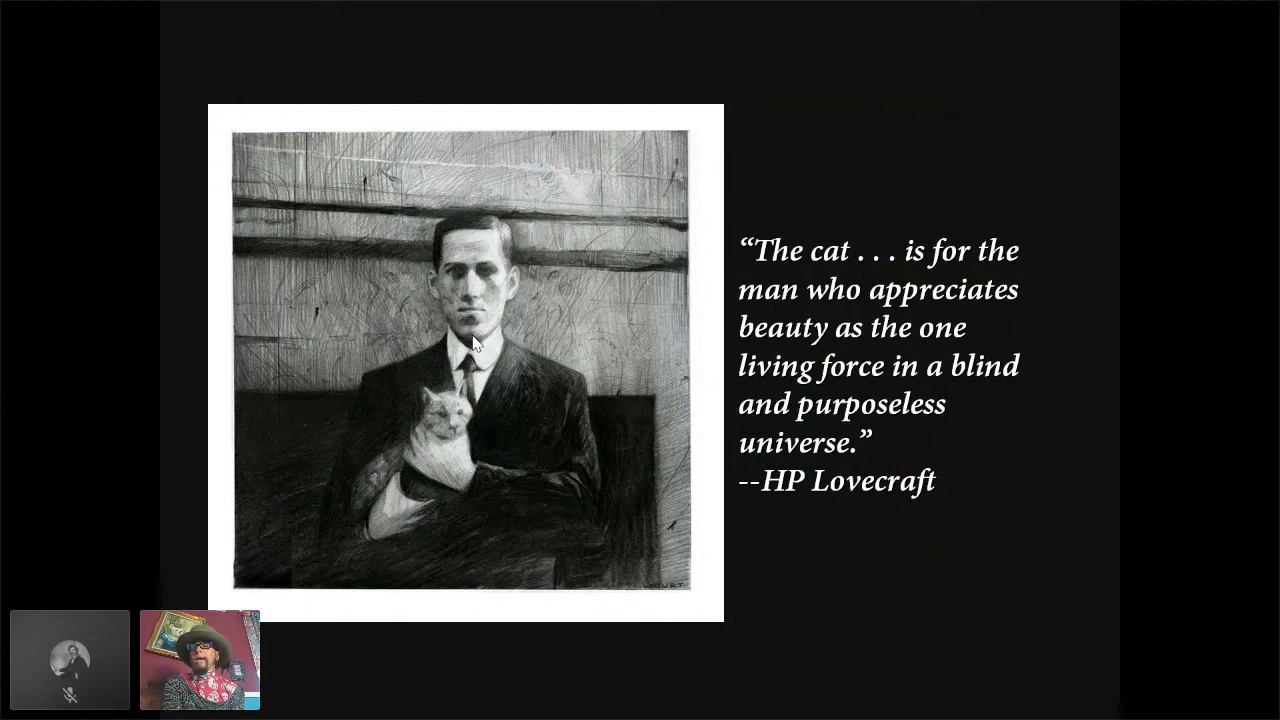 “The cat . . . is for the
man who appreciates
beauty as the one
living force in a blind
and purposeless
universe.”
--HP Lovecraft